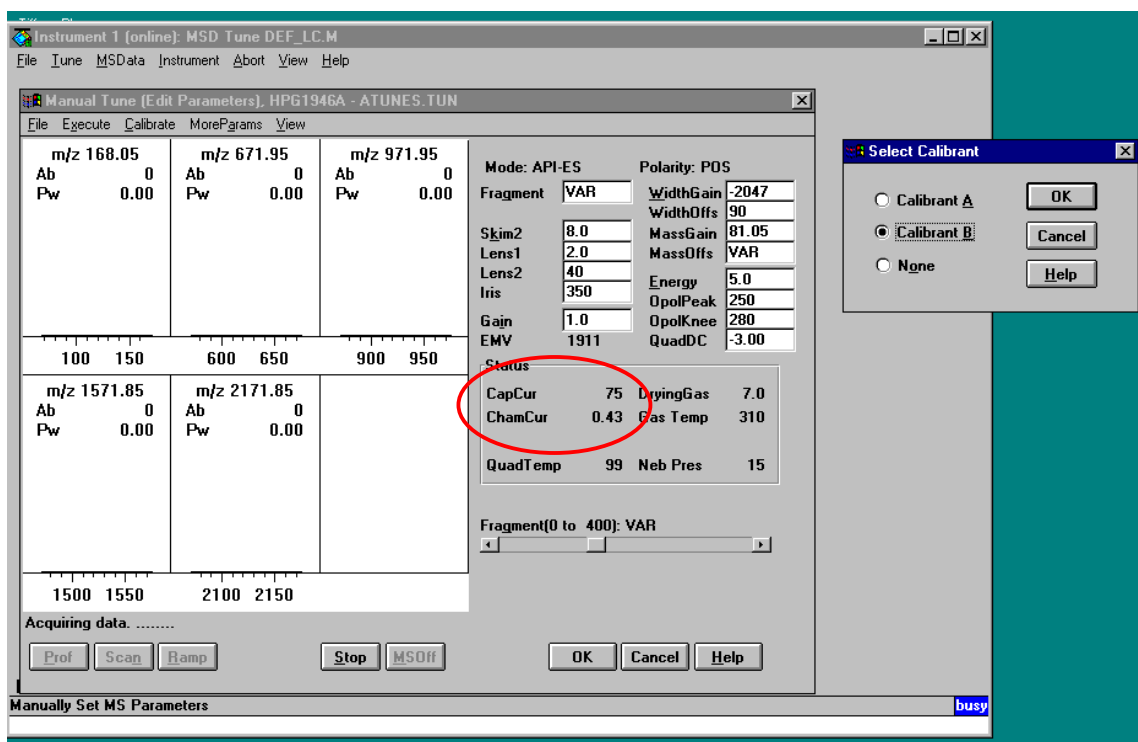 Instrument 1 (online): MSD Tune DEF_LC.M
File Tune MSData Instrument Abort View Help
Manual Tune (Edit Parameters), HPG1946A - ATUNES.TUN
File Execute Calibrate MoreParams View
m/z 168.05
Ab 0
Pw 0.00
m/z 671.95
Ab 0
Pw 0.00
m/z 971.95
Ab 0
Pw 0.00
100 150
600 650
900 950
m/z 1571.85
Ab 0
Pw 0.00
m/z 2171.85
Ab 0
Pw 0.00
1500 1550
2100 2150
Mode: API-ES Polarity: POS
Fragment VAR WidthGain -2047
WidthOffs 90
Skim2 8.0 MassGain 81.05
Lens1 2.0 MassOffs VAR
Lens2 40 Energy 5.0
Iris 350 OpolPeak 250
Gain 1.0 OpolKnee 280
EMV 1911 QuadDC -3.00
Status
CapCur 75 DryingGas 7.0
ChamCur 0.43 Gas Temp 310
QuadTemp 99 Neb Pres 15
Fragment(0 to 400): VAR
Acquiring data. ........
Prof Scan Ramp Stop MSOff OK Cancel Help
Manually Set MS Parameters busy
Select Calibrant
Calibrant A OK
Calibrant B Cancel
None Help